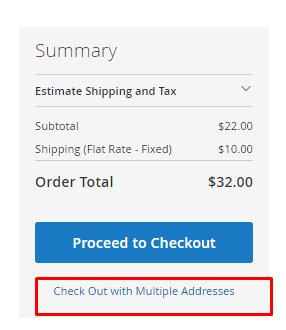 Summary
Estimate Shipping and Tax
Subtotal $22.00
Shipping (Flat Rate - Fixed) $10.00
Order Total $32.00
Proceed to Checkout
Check Out with Multiple Addresses